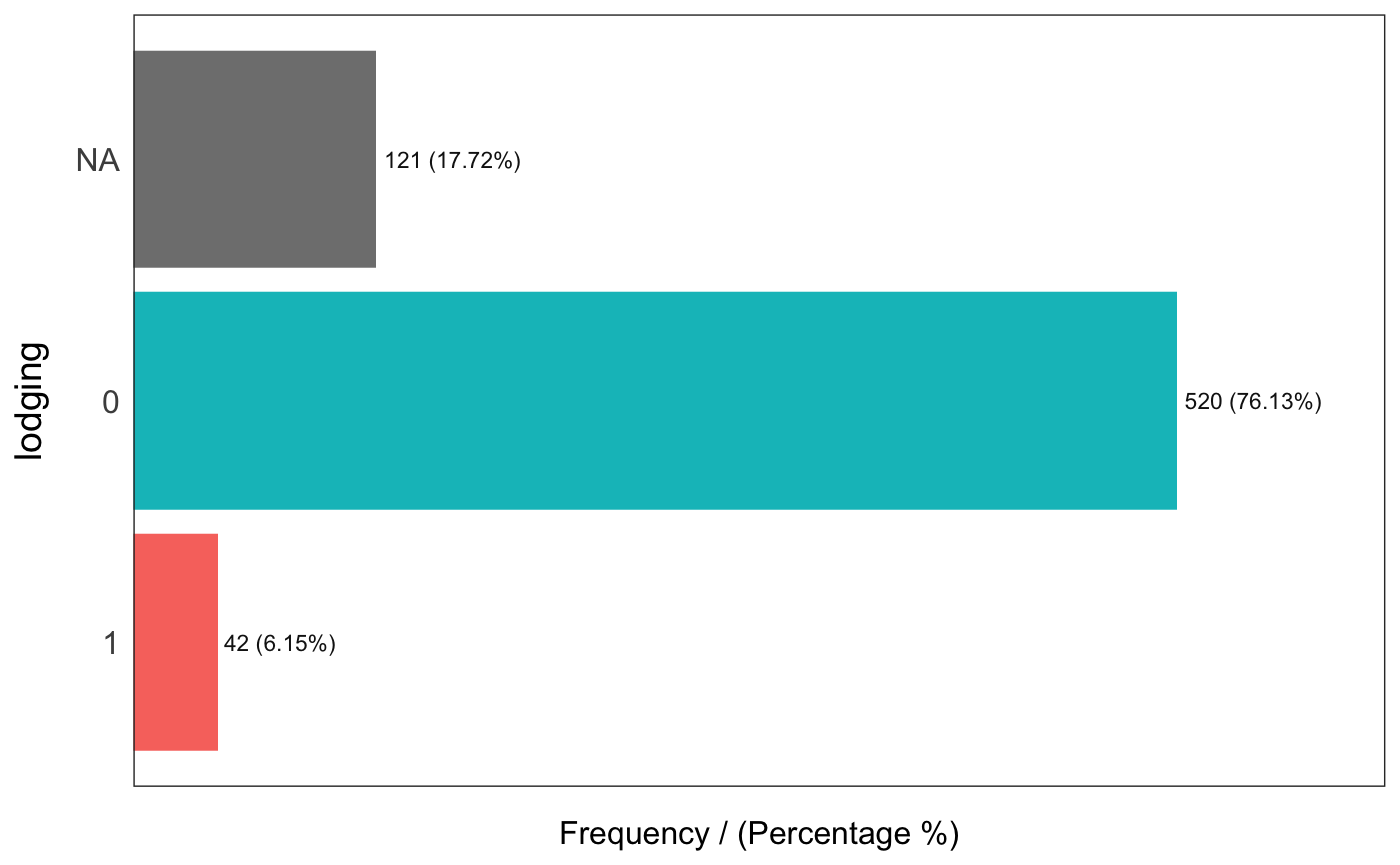 NA
121 (17.72%)
lodging
0
520 (76.13%)
1
42 (6.15%)
Frequency / (Percentage %)